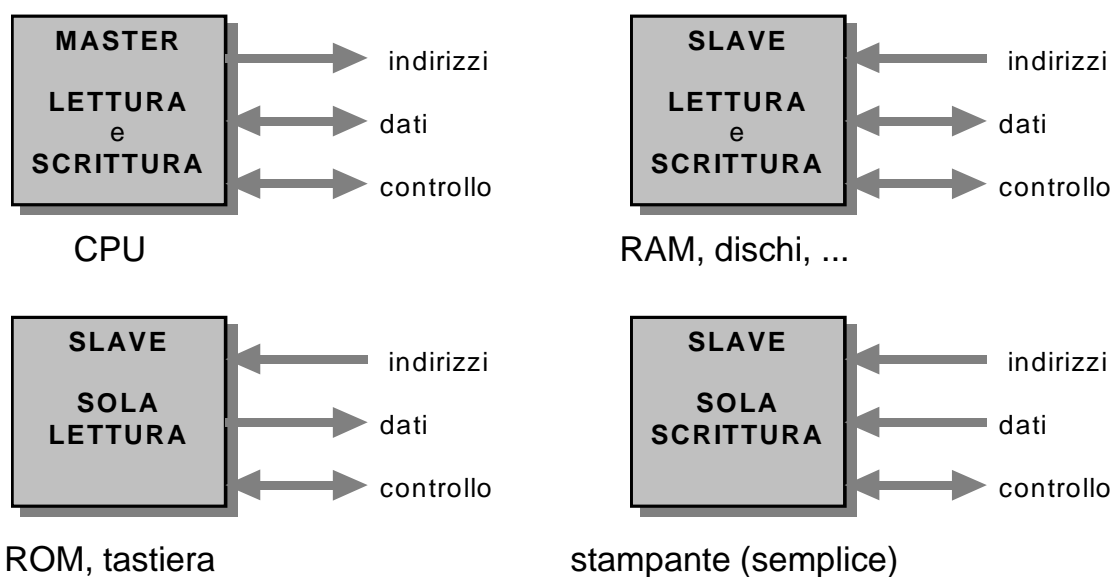 MASTER
LETTURA
e
SCRITTURA
indirizzi
dati
controllo
CPU
SLAVE
LETTURA
e
SCRITTURA
indirizzi
dati
controllo
RAM, dischi, ...
SLAVE
SOLA
LETTURA
indirizzi
dati
controllo
ROM, tastiera
SLAVE
SOLA
SCRITTURA
indirizzi
dati
controllo
stampante (semplice)